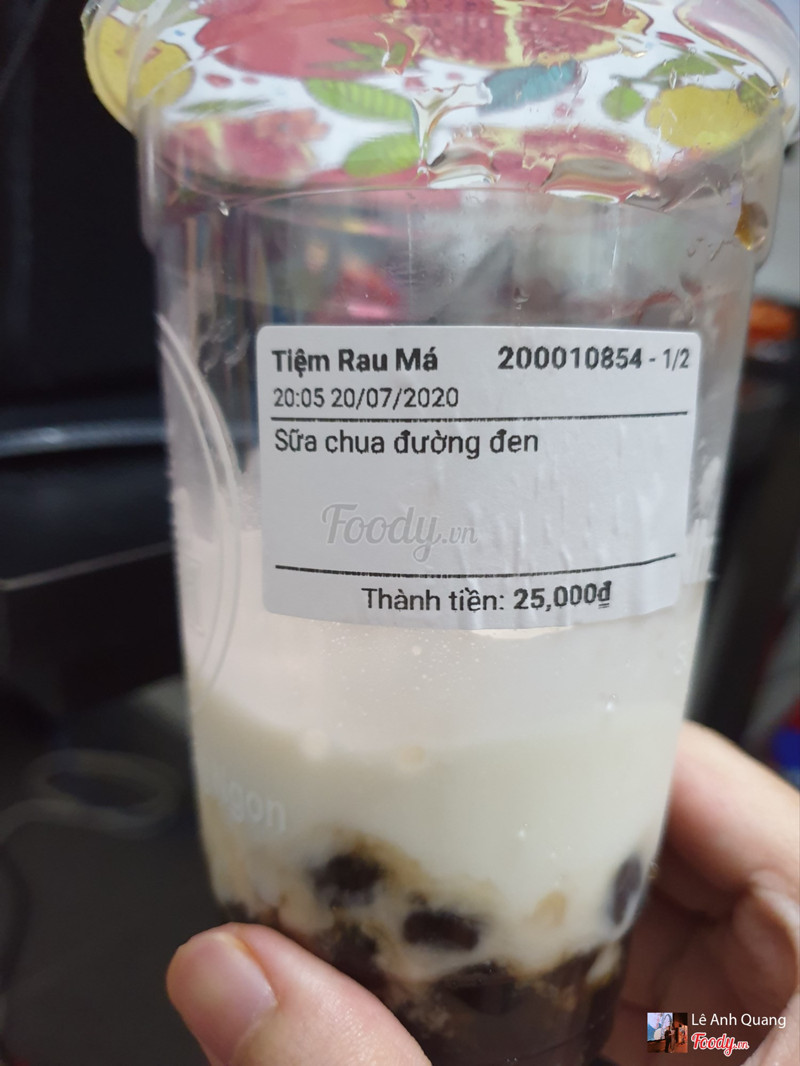 Tiệm Rau Má 200010854 - 1/2
20:05 20/07/2020
Sữa chua đường đen
Foody.vn
Thành tiền: 25,000đ
Lê Anh Quang
Foody.vn